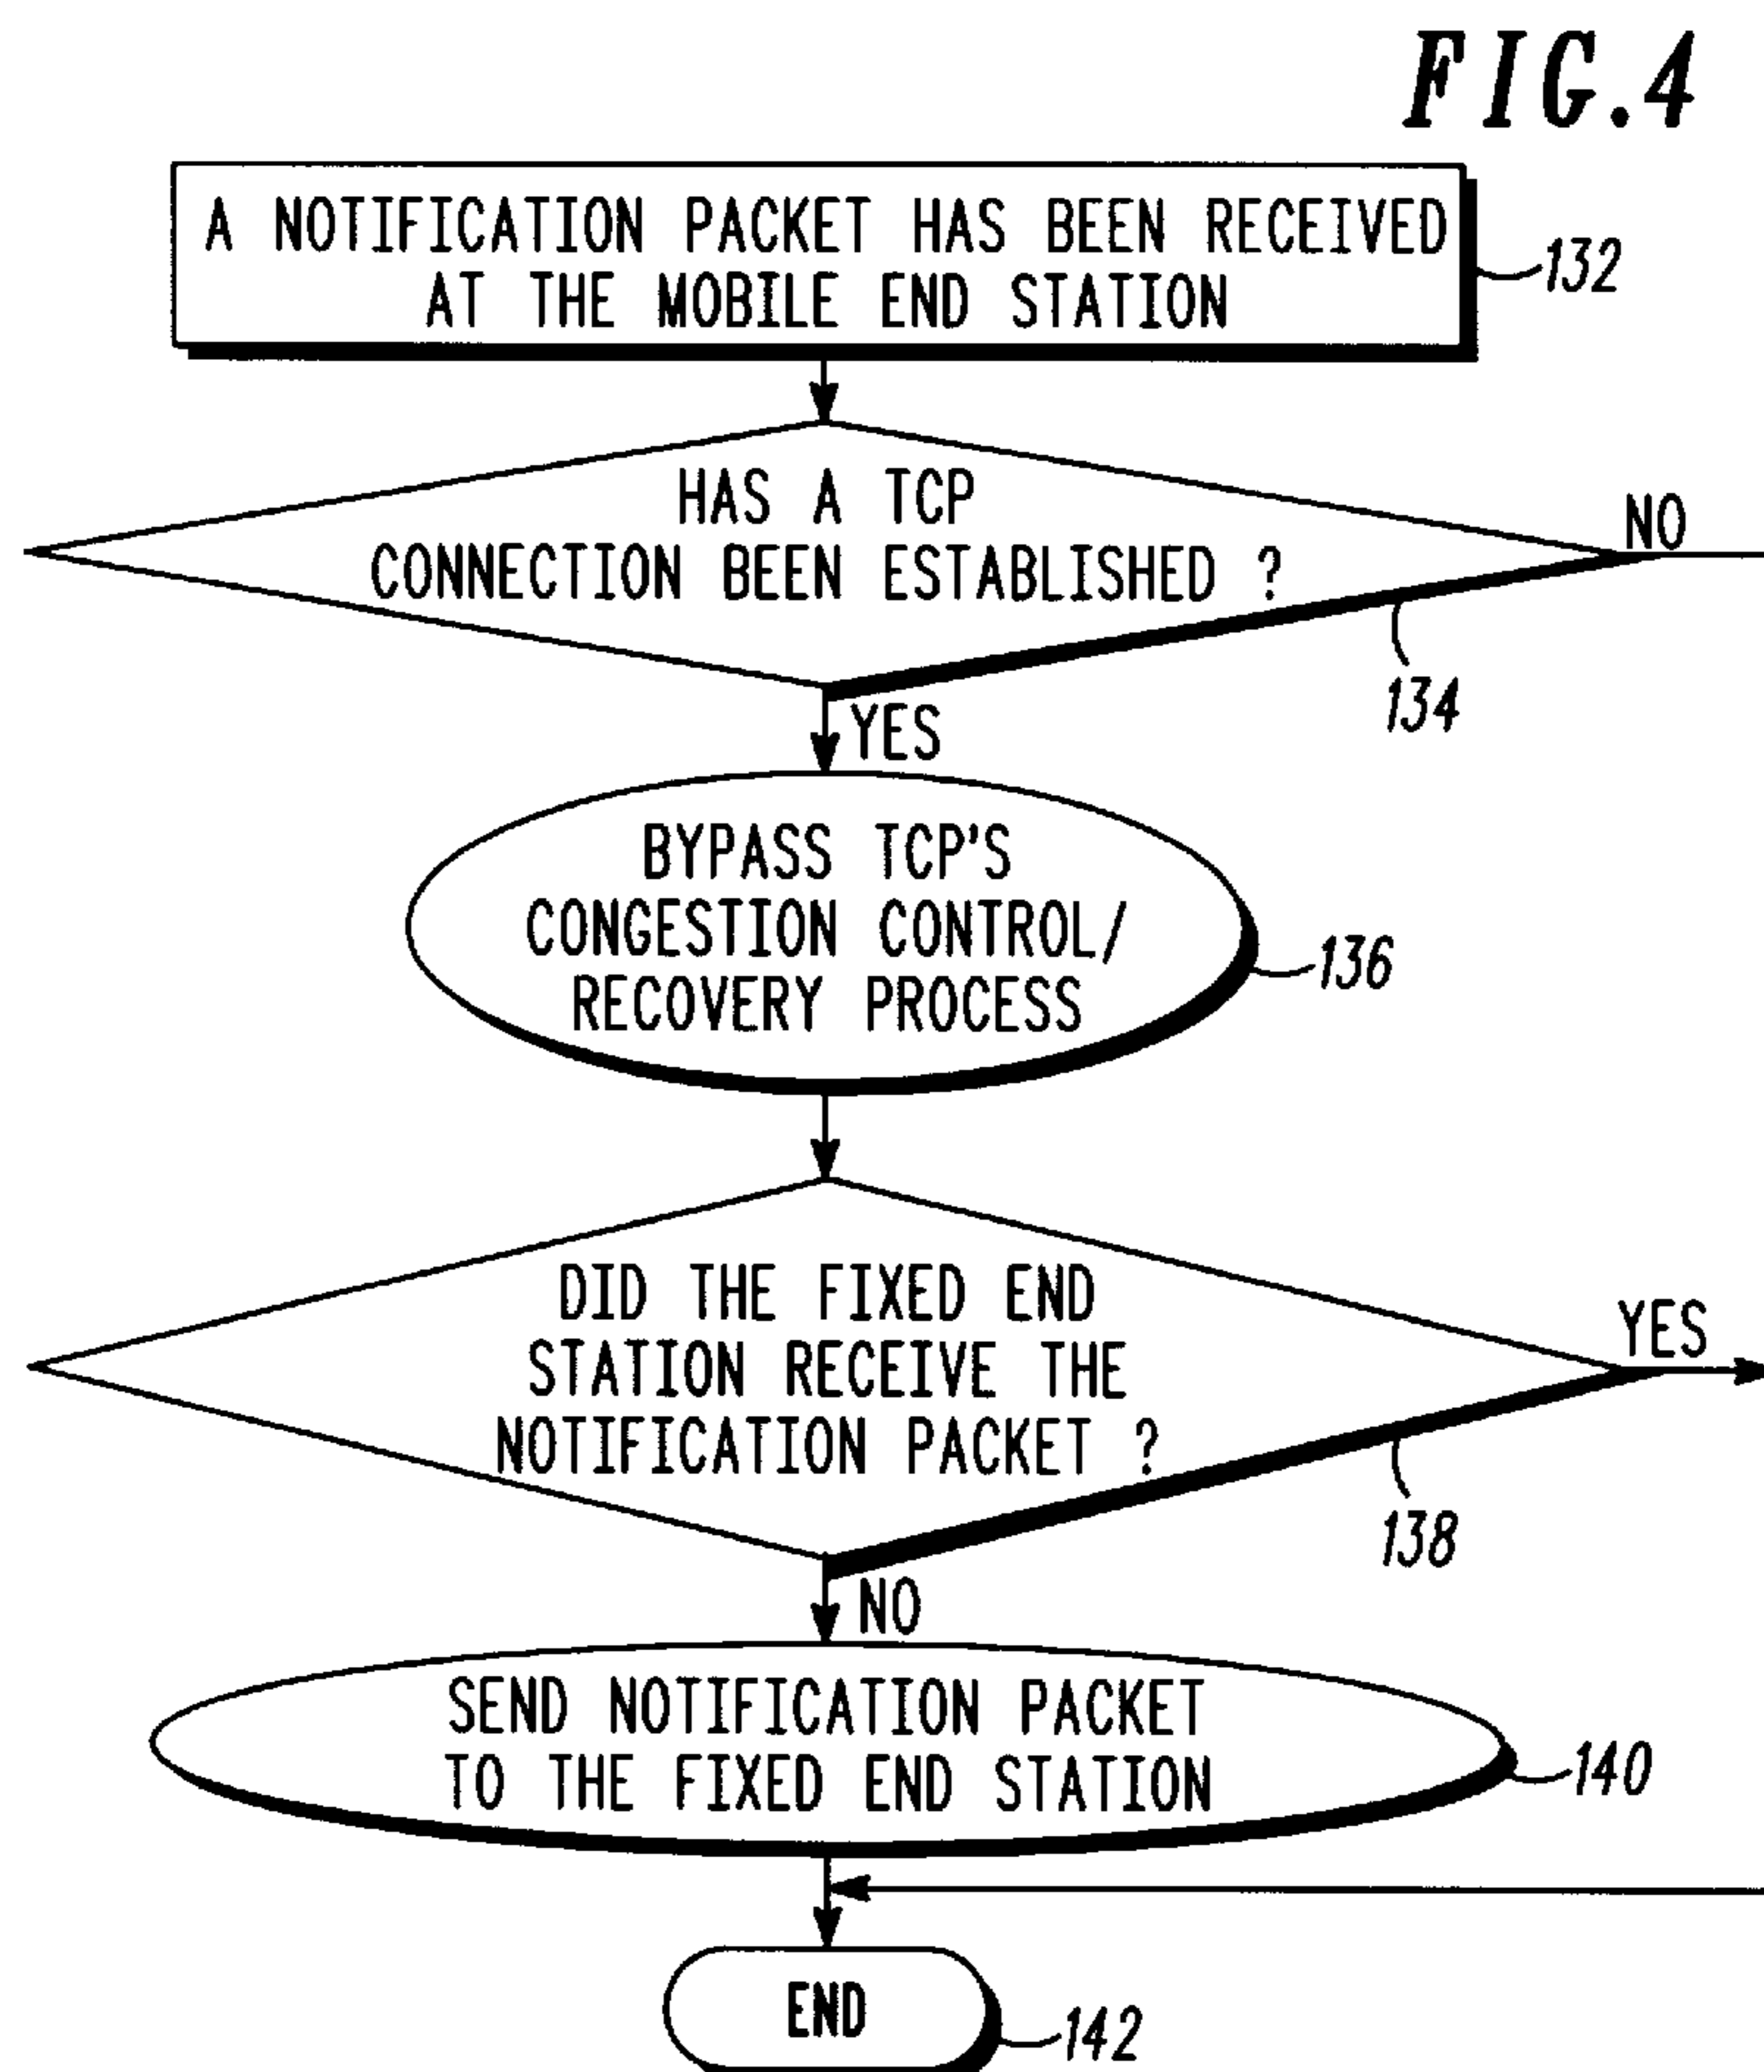 FIG.4
A NOTIFICATION PACKET HAS BEEN RECEIVED
AT THE MOBILE END STATION
132
HAS A TCP
CONNECTION BEEN ESTABLISHED ?
NO
134
YES
BYPASS TCP'S
CONGESTION CONTROL/
RECOVERY PROCESS
136
DID THE FIXED END
STATION RECEIVE THE
NOTIFICATION PACKET ?
YES
138
NO
SEND NOTIFICATION PACKET
TO THE FIXED END STATION
140
END
142